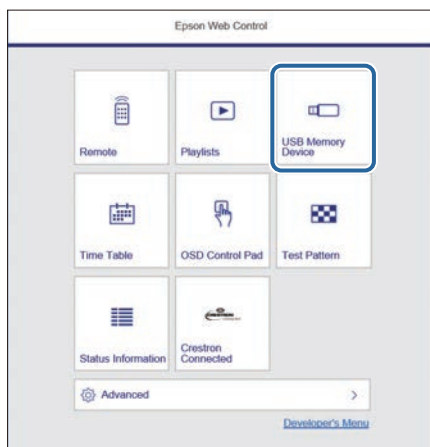 Epson Web Control
Remote
Playlists
USB Memory
Device
Time Table
OSD Control Pad
Test Pattern
Status Information
Crestron
Connected
Advanced
Developer's Menu